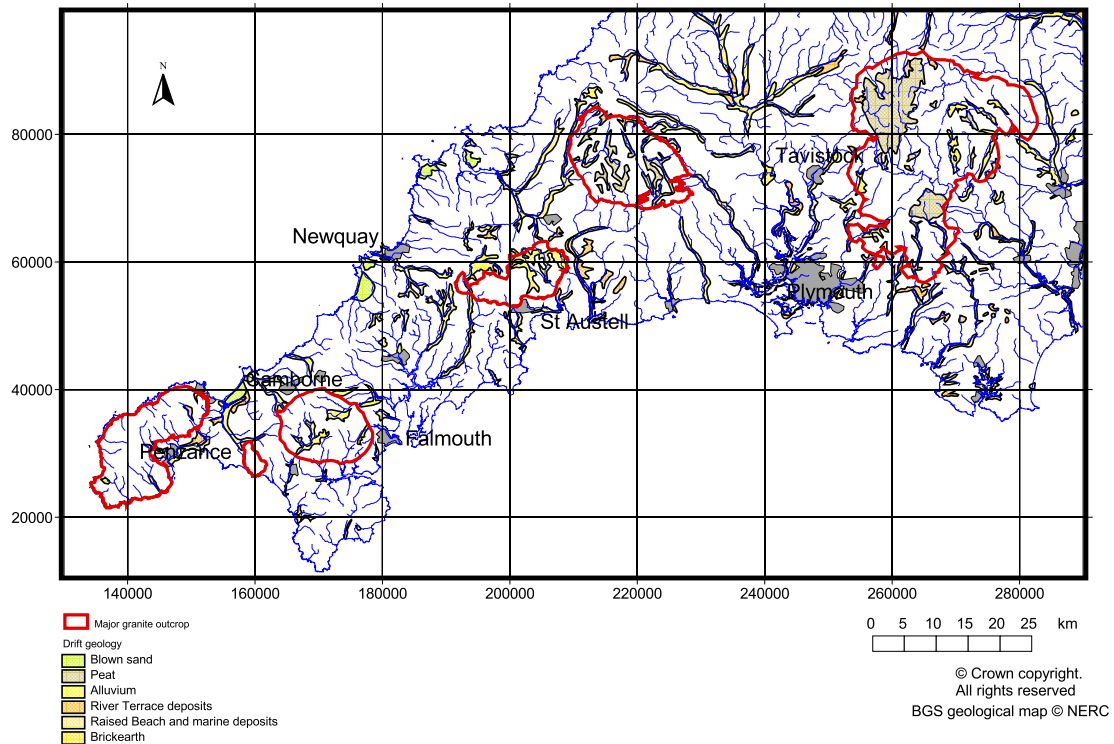 N
80000
60000
40000
20000
Tavistock
Newquay
Plymouth
St Austell
Camborne
Falmouth
Penzance
140000 160000 180000 200000 220000 240000 260000 280000
Major granite outcrop
Drift geology
Blown sand
Peat
Alluvium
River Terrace deposits
Raised Beach and marine deposits
Brickearth
0 5 10 15 20 25 km
© Crown copyright.
All rights reserved
BGS geological map © NERC